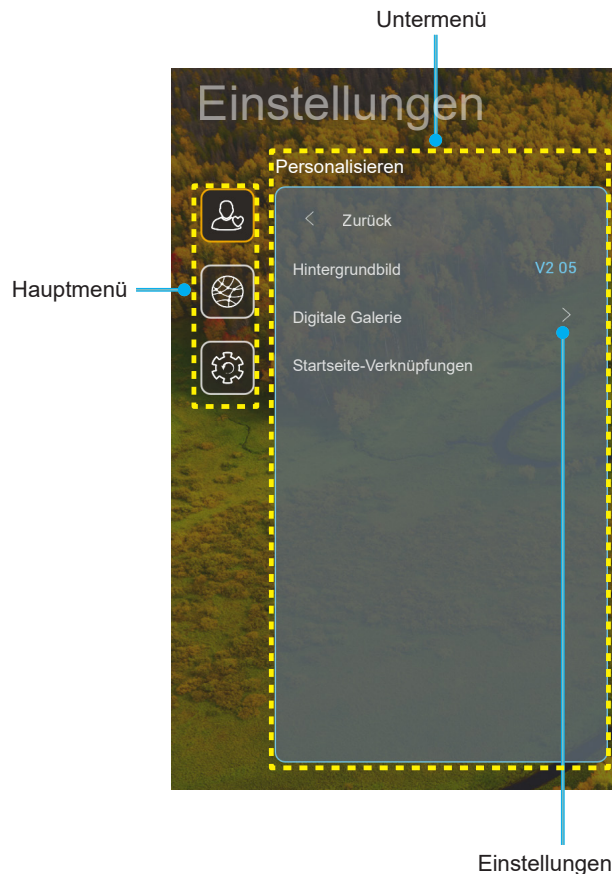 Untermenü
Einstellungen
Personalisieren
Zurück
Hintergrundbild V2 05
Hauptmenü
Digitale Galerie
Startseite-Verknüpfungen
Einstellungen